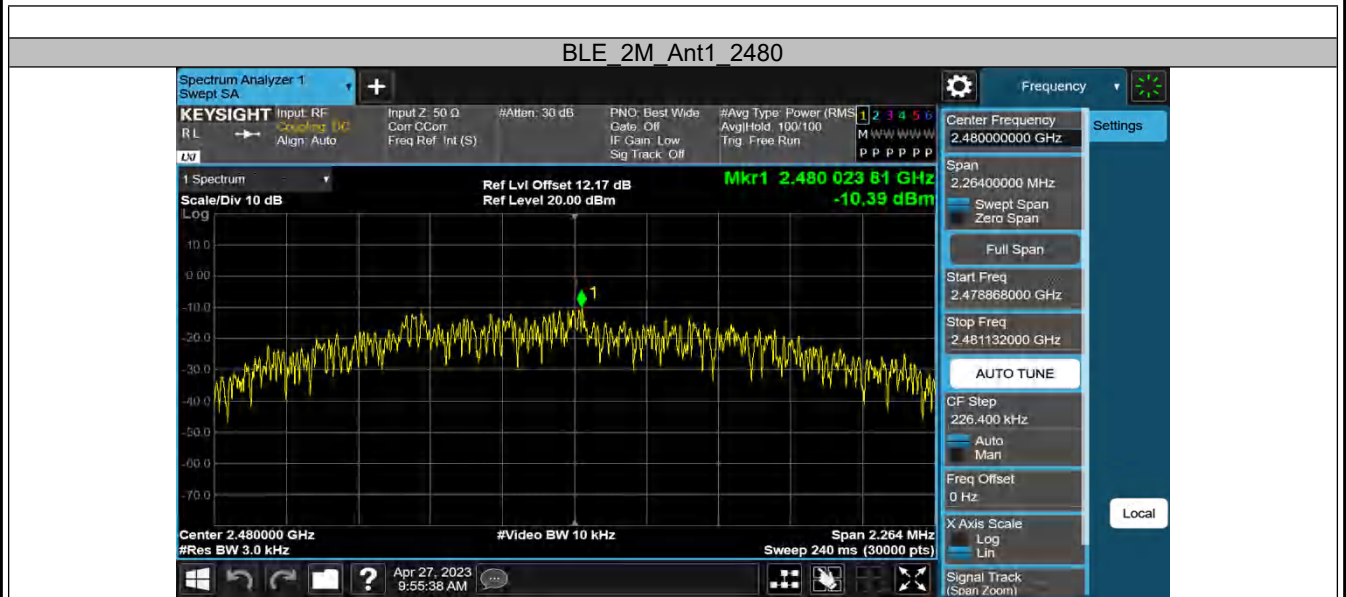 BLE_2M_Ant1_2480
Spectrum Analyzer 1
Swept SA
+
Frequency
KEYSIGHT
RL
LXI
Input: RF
Coupling: DC
Align: Auto
Input Z: 50 Ω
Corr CCorr
Freq Ref: Int (S)
#Atten: 30 dB
PNO: Best Wide
Gate: Off
IF Gain: Low
Sig Track: Off
#Avg Type: Power (RMS
Avg|Hold: 100/100
Trig: Free Run
1 2 3 4 5 6
M W W W W W
P P P P P P
1 Spectrum
Scale/Div 10 dB
Log
Ref Lvl Offset 12.17 dB
Ref Level 20.00 dBm
Mkr1 2.480 023 81 GHz
-10.39 dBm
10.0
0.00
-10.0
-20.0
-30.0
-40.0
-50.0
-60.0
-70.0
1
Center 2.480000 GHz
#Res BW 3.0 kHz
#Video BW 10 kHz
Span 2.264 MHz
Sweep 240 ms (30000 pts)
Center Frequency
2.480000000 GHz
Settings
Span
2.26400000 MHz
Swept Span
Zero Span
Full Span
Start Freq
2.478868000 GHz
Stop Freq
2.481132000 GHz
AUTO TUNE
CF Step
226.400 kHz
Auto
Man
Freq Offset
0 Hz
X Axis Scale
Log
Lin
Local
Signal Track
(Span Zoom)
?
Apr 27, 2023
9:55:38 AM